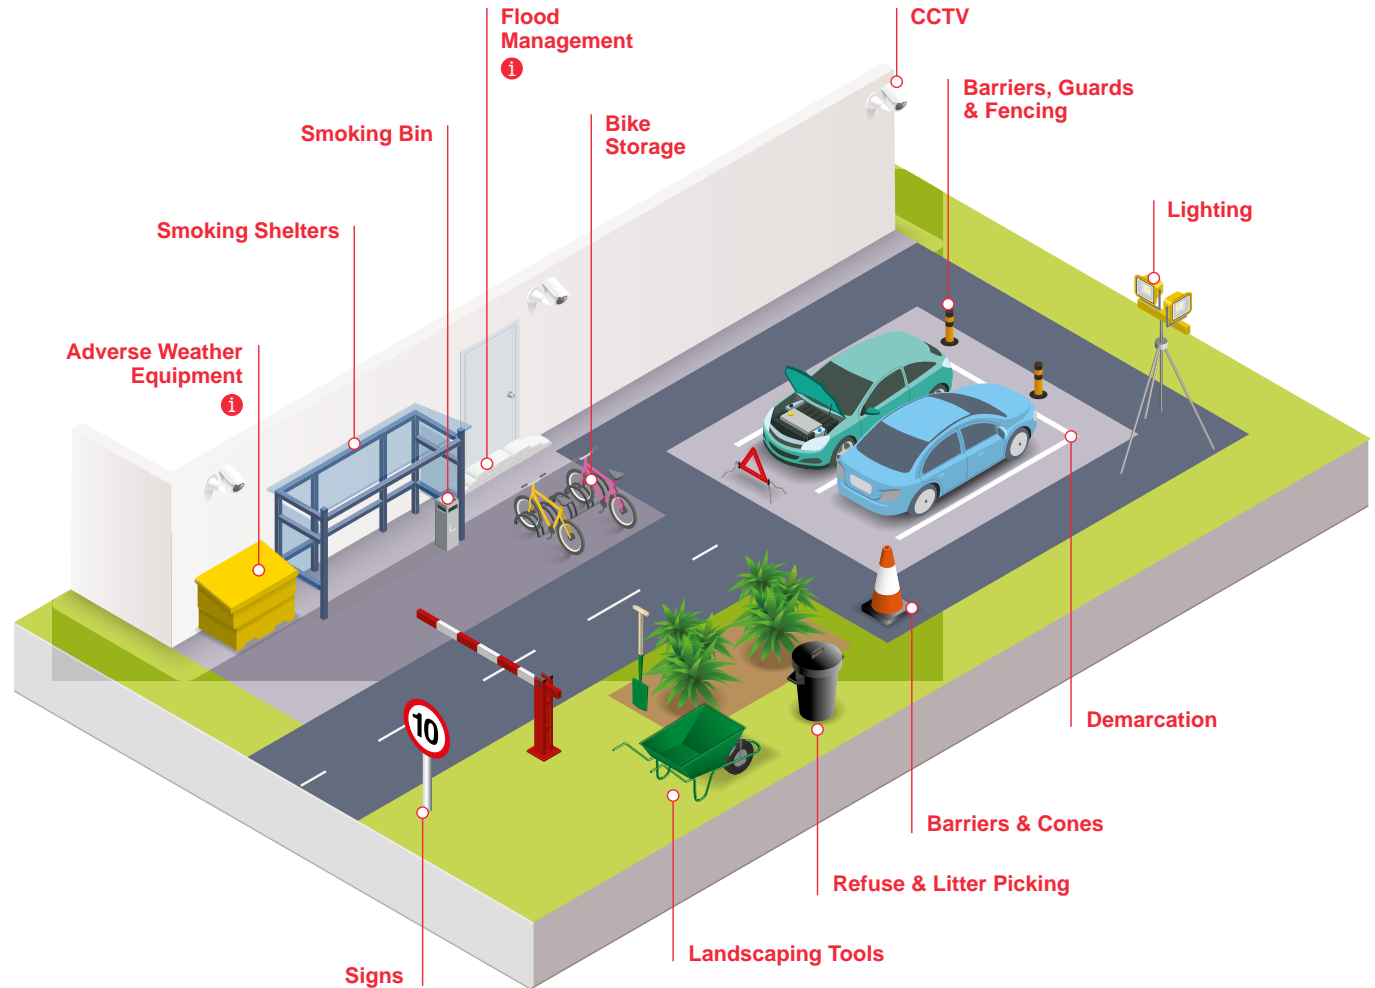 Flood
Management
i
CCTV
Barriers, Guards
& Fencing
Smoking Bin
Bike
Storage
Lighting
Smoking Shelters
Adverse Weather
Equipment
i
10
Demarcation
Barriers & Cones
Refuse & Litter Picking
Landscaping Tools
Signs